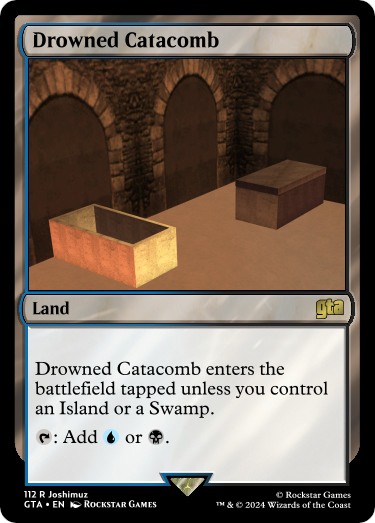 Drowned Catacomb
Land
gta
Drowned Catacomb enters the
battlefield tapped unless you control
an Island or a Swamp.
: Add or .
112 R Joshimuz
GTA • EN Rockstar Games
© Rockstar Games
™ & © 2024 Wizards of the Coast